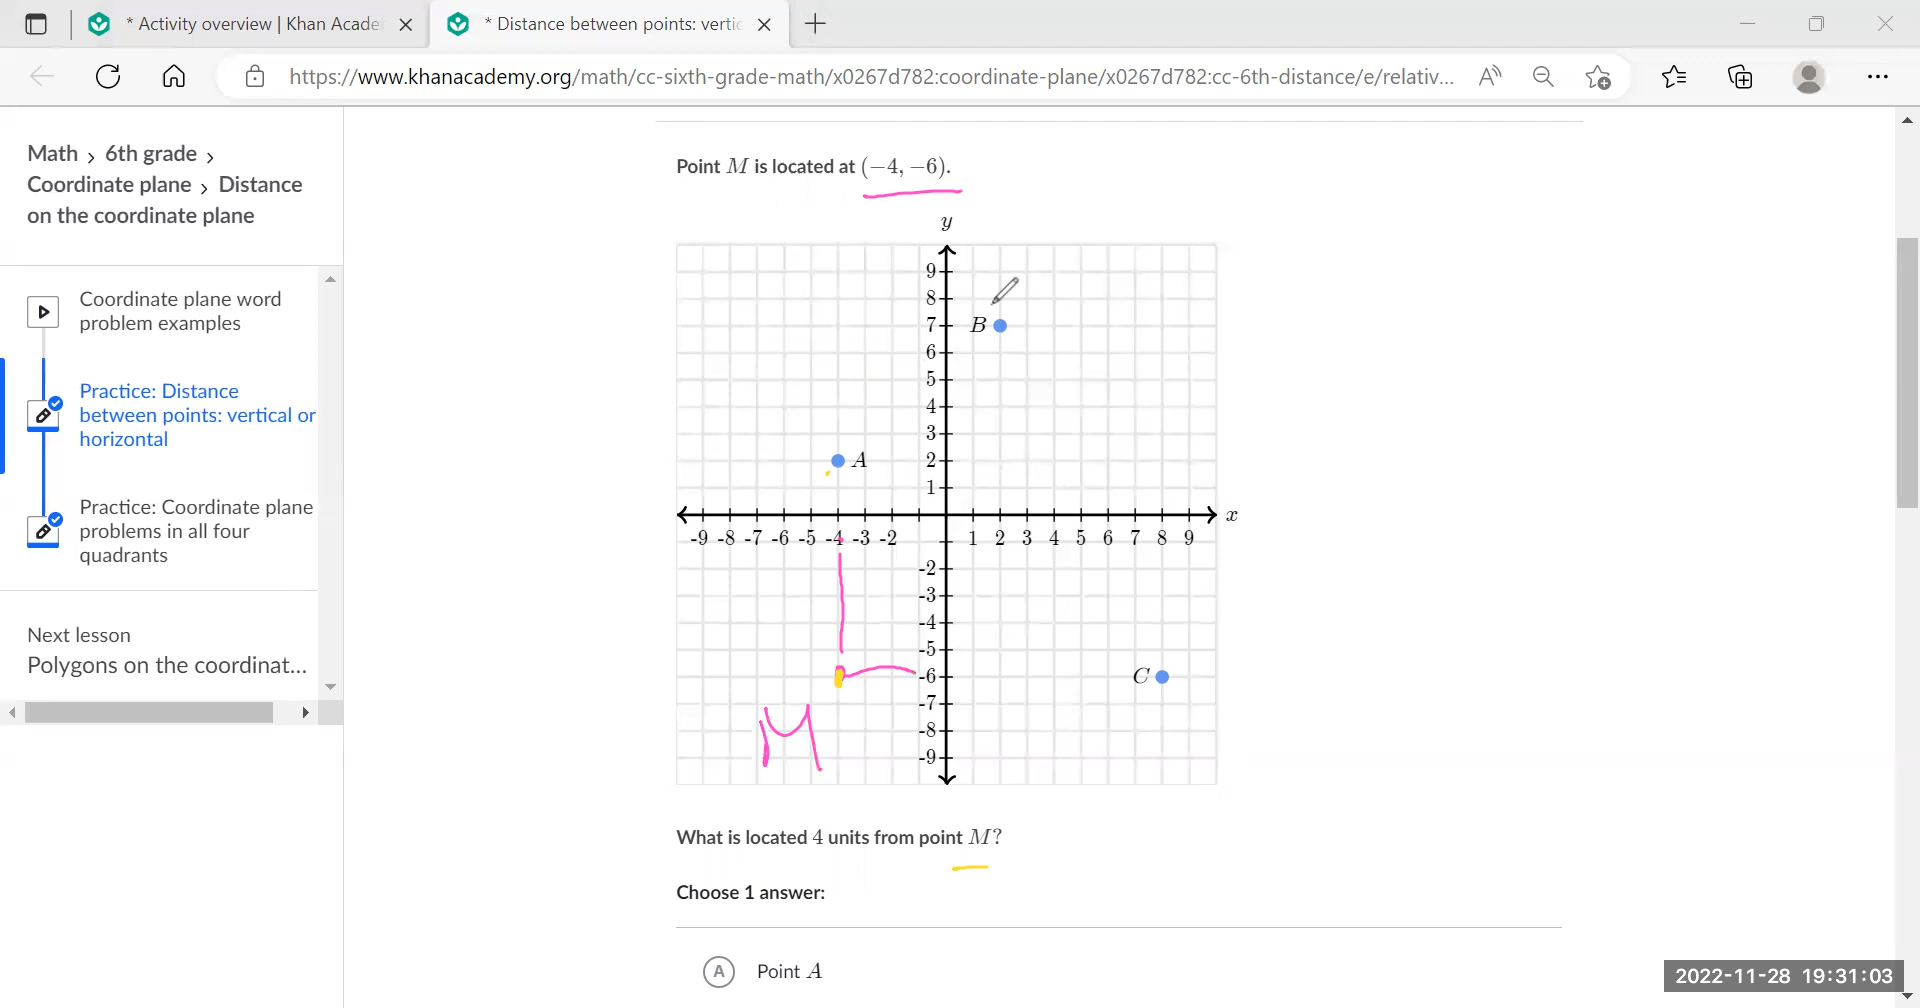 * Activity overview | Khan Acade
* Distance between points: vertic
https://www.khanacademy.org/math/cc-sixth-grade-math/x0267d782:coordinate-plane/x0267d782:cc-6th-distance/e/relativ...
Math > 6th grade >
Coordinate plane > Distance
on the coordinate plane
Coordinate plane word
problem examples
Practice: Distance
between points: vertical or
horizontal
Practice: Coordinate plane
problems in all four
quadrants
Next lesson
Polygons on the coordinat...
Point M is located at (−4, −6).
y
9
8
B
7
6
5
4
3
A
2
1
x
-9 -8 -7 -6 -5 -4 -3 -2 1 2 3 4 5 6 7 8 9
-2
-3
-4
-5
-6
C
-7
-8
-9
M
What is located 4 units from point M?
Choose 1 answer:
A Point A
2022-11-28 19:31:03